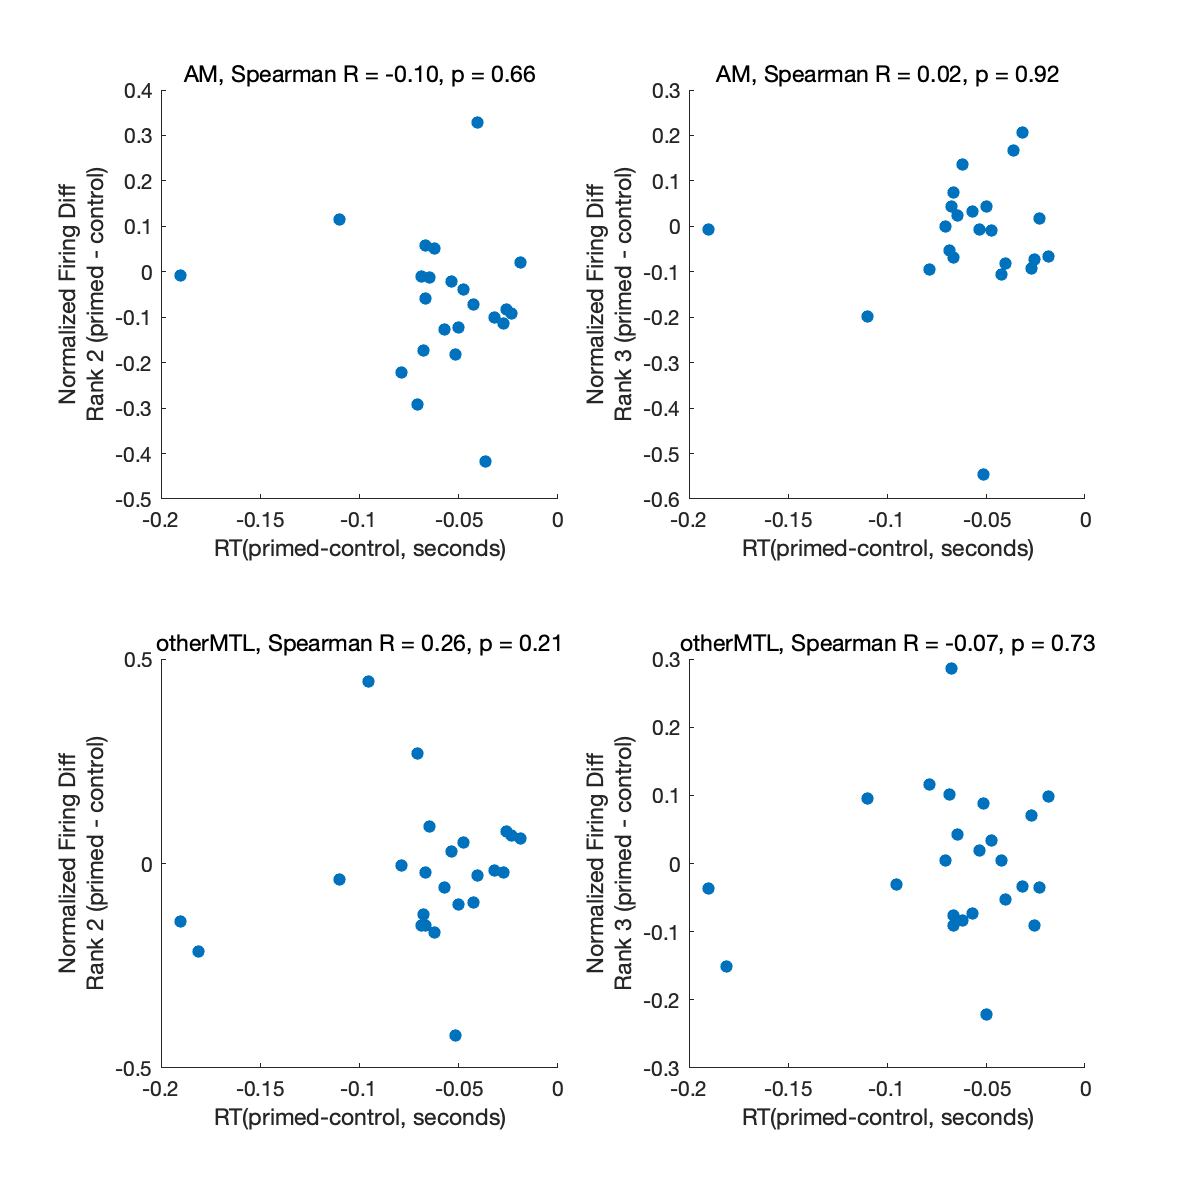 AM, Spearman R = -0.10, p = 0.66
0.4
0.3
0.2
0.1
0
-0.1
-0.2
-0.3
-0.4
-0.5
Normalized Firing Diff
Rank 2 (primed - control)
-0.2 -0.15 -0.1 -0.05 0
RT(primed-control, seconds)
AM, Spearman R = 0.02, p = 0.92
0.3
0.2
0.1
0
-0.1
-0.2
-0.3
-0.4
-0.5
-0.6
Normalized Firing Diff
Rank 3 (primed - control)
-0.2 -0.15 -0.1 -0.05 0
RT(primed-control, seconds)
otherMTL, Spearman R = 0.26, p = 0.21
0.5
0
-0.5
Normalized Firing Diff
Rank 2 (primed - control)
-0.2 -0.15 -0.1 -0.05 0
RT(primed-control, seconds)
otherMTL, Spearman R = -0.07, p = 0.73
0.3
0.2
0.1
0
-0.1
-0.2
-0.3
Normalized Firing Diff
Rank 3 (primed - control)
-0.2 -0.15 -0.1 -0.05 0
RT(primed-control, seconds)